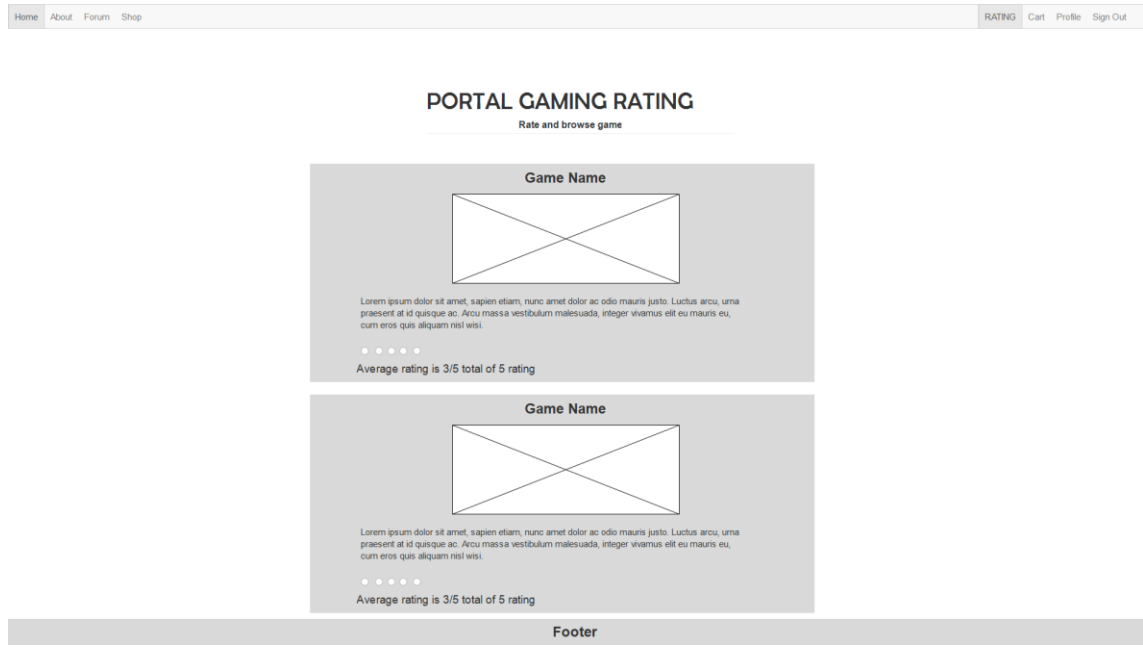 Home About Forum Shop RATING Cart Profile Sign Out
PORTAL GAMING RATING
Rate and browse game
Game Name
Lorem ipsum dolor sit amet, sapien etiam, nunc amet dolor ac odio mauris justo. Luctus arcu, urna
praesent at id quisque ac. Arcu massa vestibulum malesuada, integer vivamus elit eu mauris eu,
cum eros quis aliquam nisl wisi.
Average rating is 3/5 total of 5 rating
Game Name
Lorem ipsum dolor sit amet, sapien etiam, nunc amet dolor ac odio mauris justo. Luctus arcu, urna
praesent at id quisque ac. Arcu massa vestibulum malesuada, integer vivamus elit eu mauris eu,
cum eros quis aliquam nisl wisi.
Average rating is 3/5 total of 5 rating
Footer